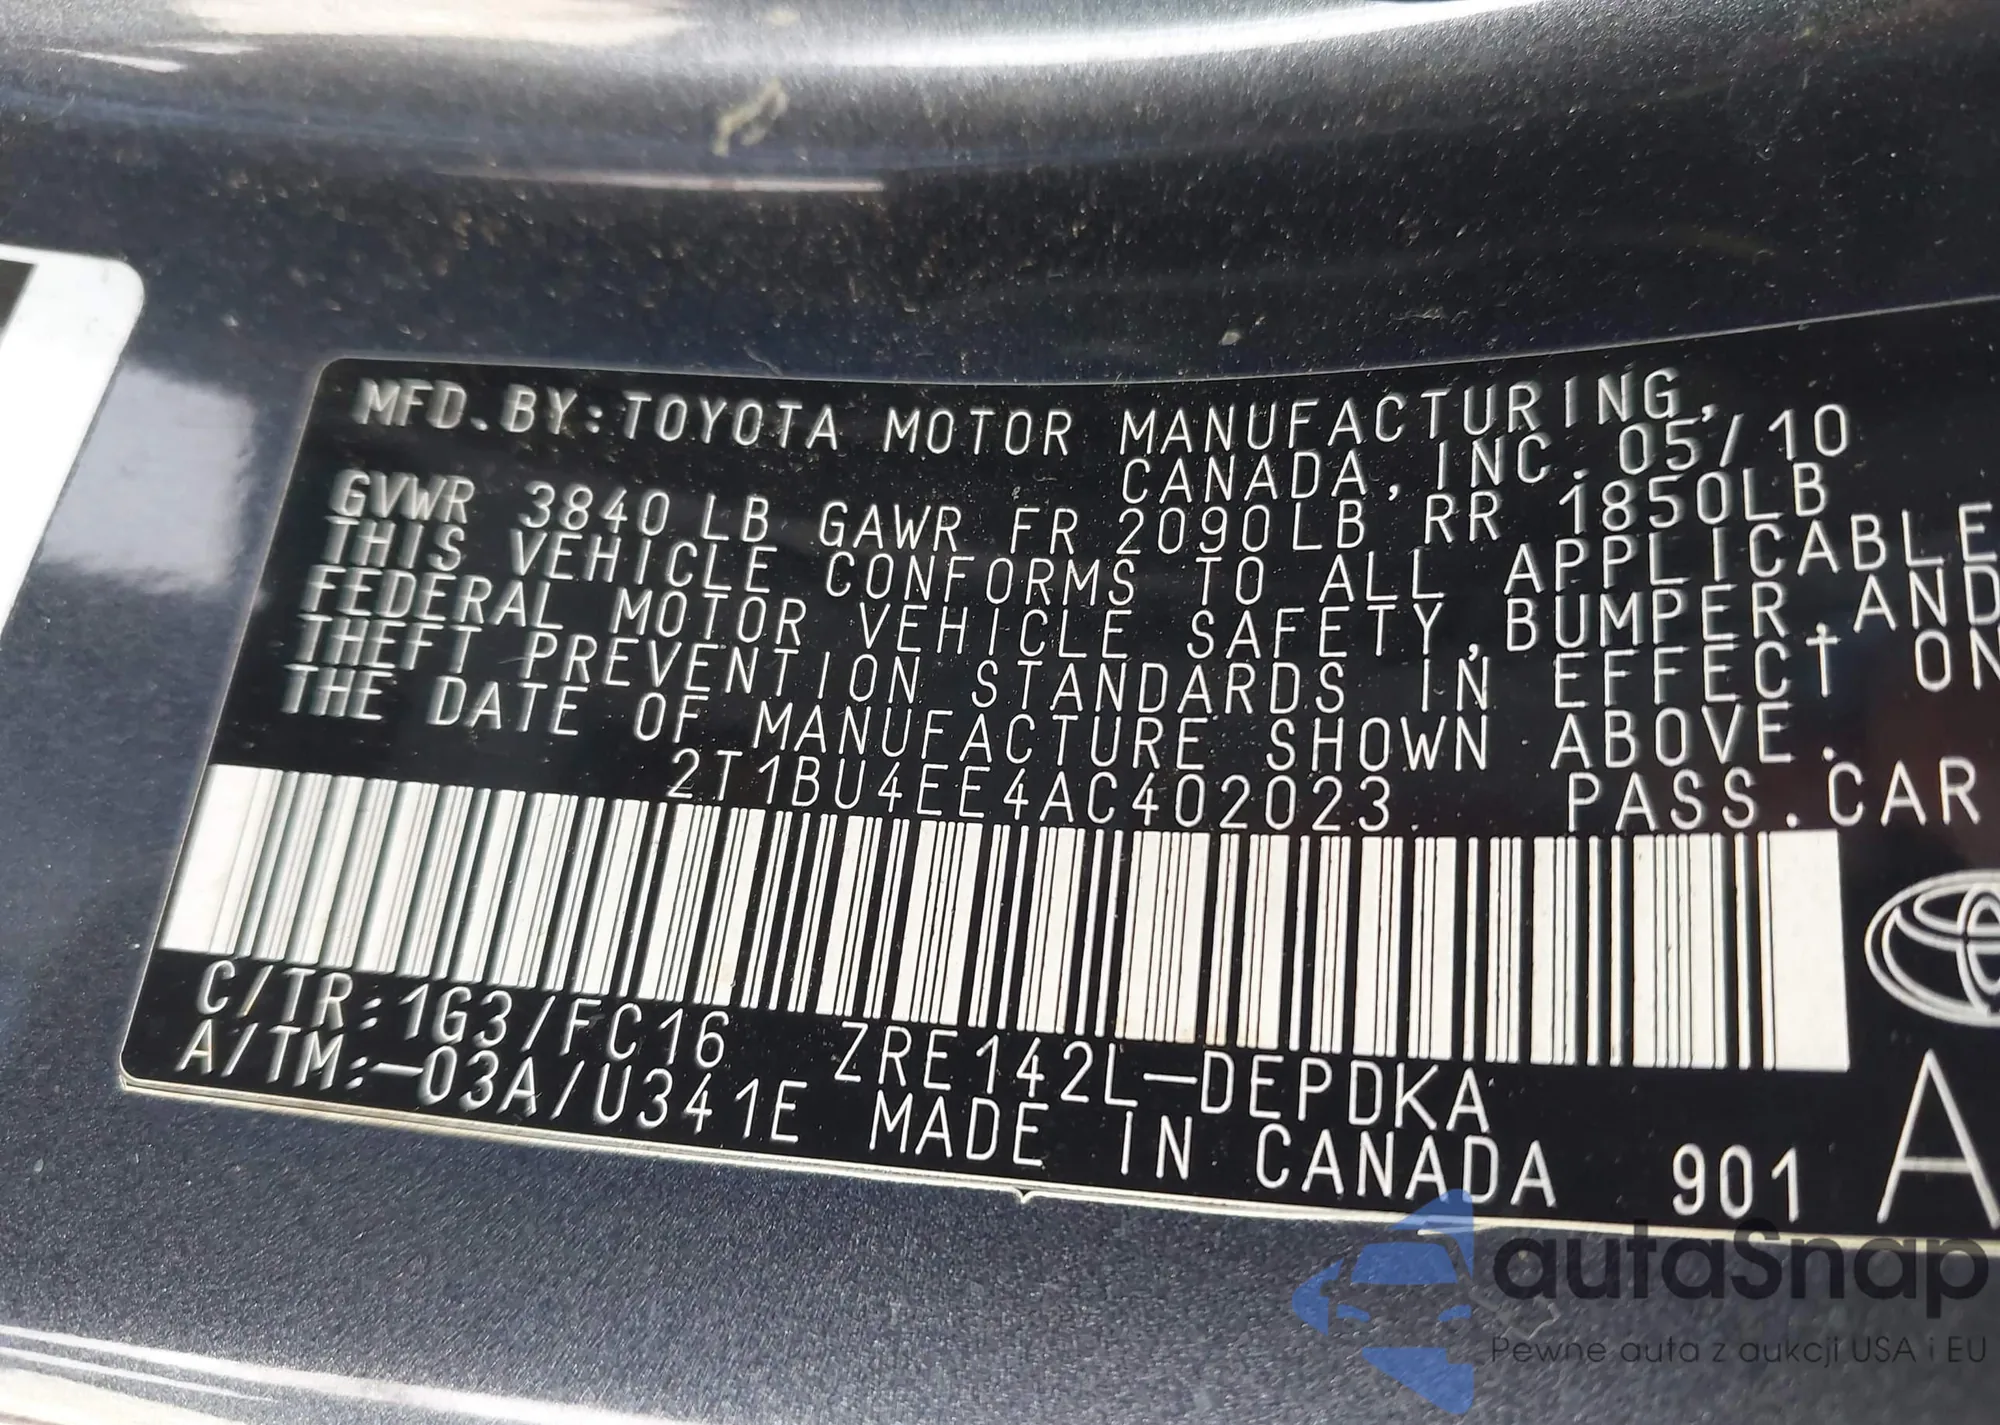 MFD.BY:TOYOTA MOTOR MANUFACTURING,
CANADA, INC. 05/10
GVWR 3840 LB GAWR FR 2090LB RR 1850LB
THIS VEHICLE CONFORMS TO ALL APPLICABLE
FEDERAL MOTOR VEHICLE SAFETY, BUMPER, AND
THEFT PREVENTION STANDARDS IN EFFECT ON
THE DATE OF MANUFACTURE SHOWN ABOVE.
2T1BU4EE4AC402023 PASS.CAR
C/TR:1G3/FC16 ZRE142L-DEPDKA
A/TM:-03A/U341E MADE IN CANADA 901 A
autaSnap
Pewne auta z aukcji USA i EU